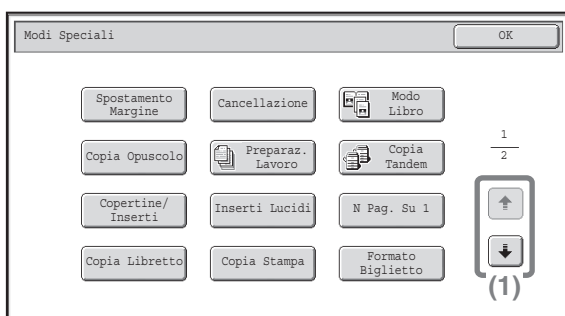 Modi Speciali
OK
Spostamento
Margine
Cancellazione
Modo
Libro
Copia Opuscolo
Preparaz.
Lavoro
Copia
Tandem
1
2
Copertine/
Inserti
Inserti Lucidi
N Pag. Su 1
Copia Libretto
Copia Stampa
Formato
Biglietto
(1)